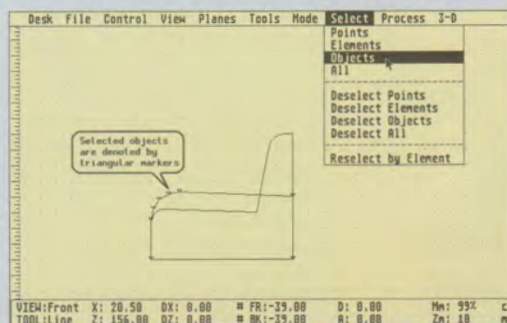 Desk File Control View Planes Tools Mode Select Process 3-D
Points
Elements
Objects
All
Deselect Points
Deselect Elements
Deselect Objects
Deselect All
Reselect by Element
Selected objects
are denoted by
triangular markers
VIEW:Front X: 20.50 DX: 0.00 # FR:-39.00 D: 0.00 Mm: 99% c
TOOL:Line Z: 156.00 DZ: 0.00 # BK:-39.00 A: 0.00 Zm: 10 m